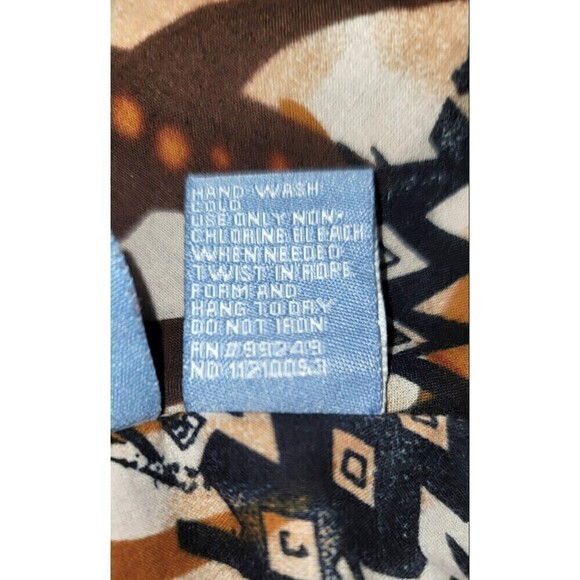 HAND WASH
COLD
USE ONLY NON-
CHLORINE BLEACH
WHEN NEEDED
TWIST IN ROPE
FORM AND
HANG TO DRY
DO NOT IRON
RN #99249
NO 11210053